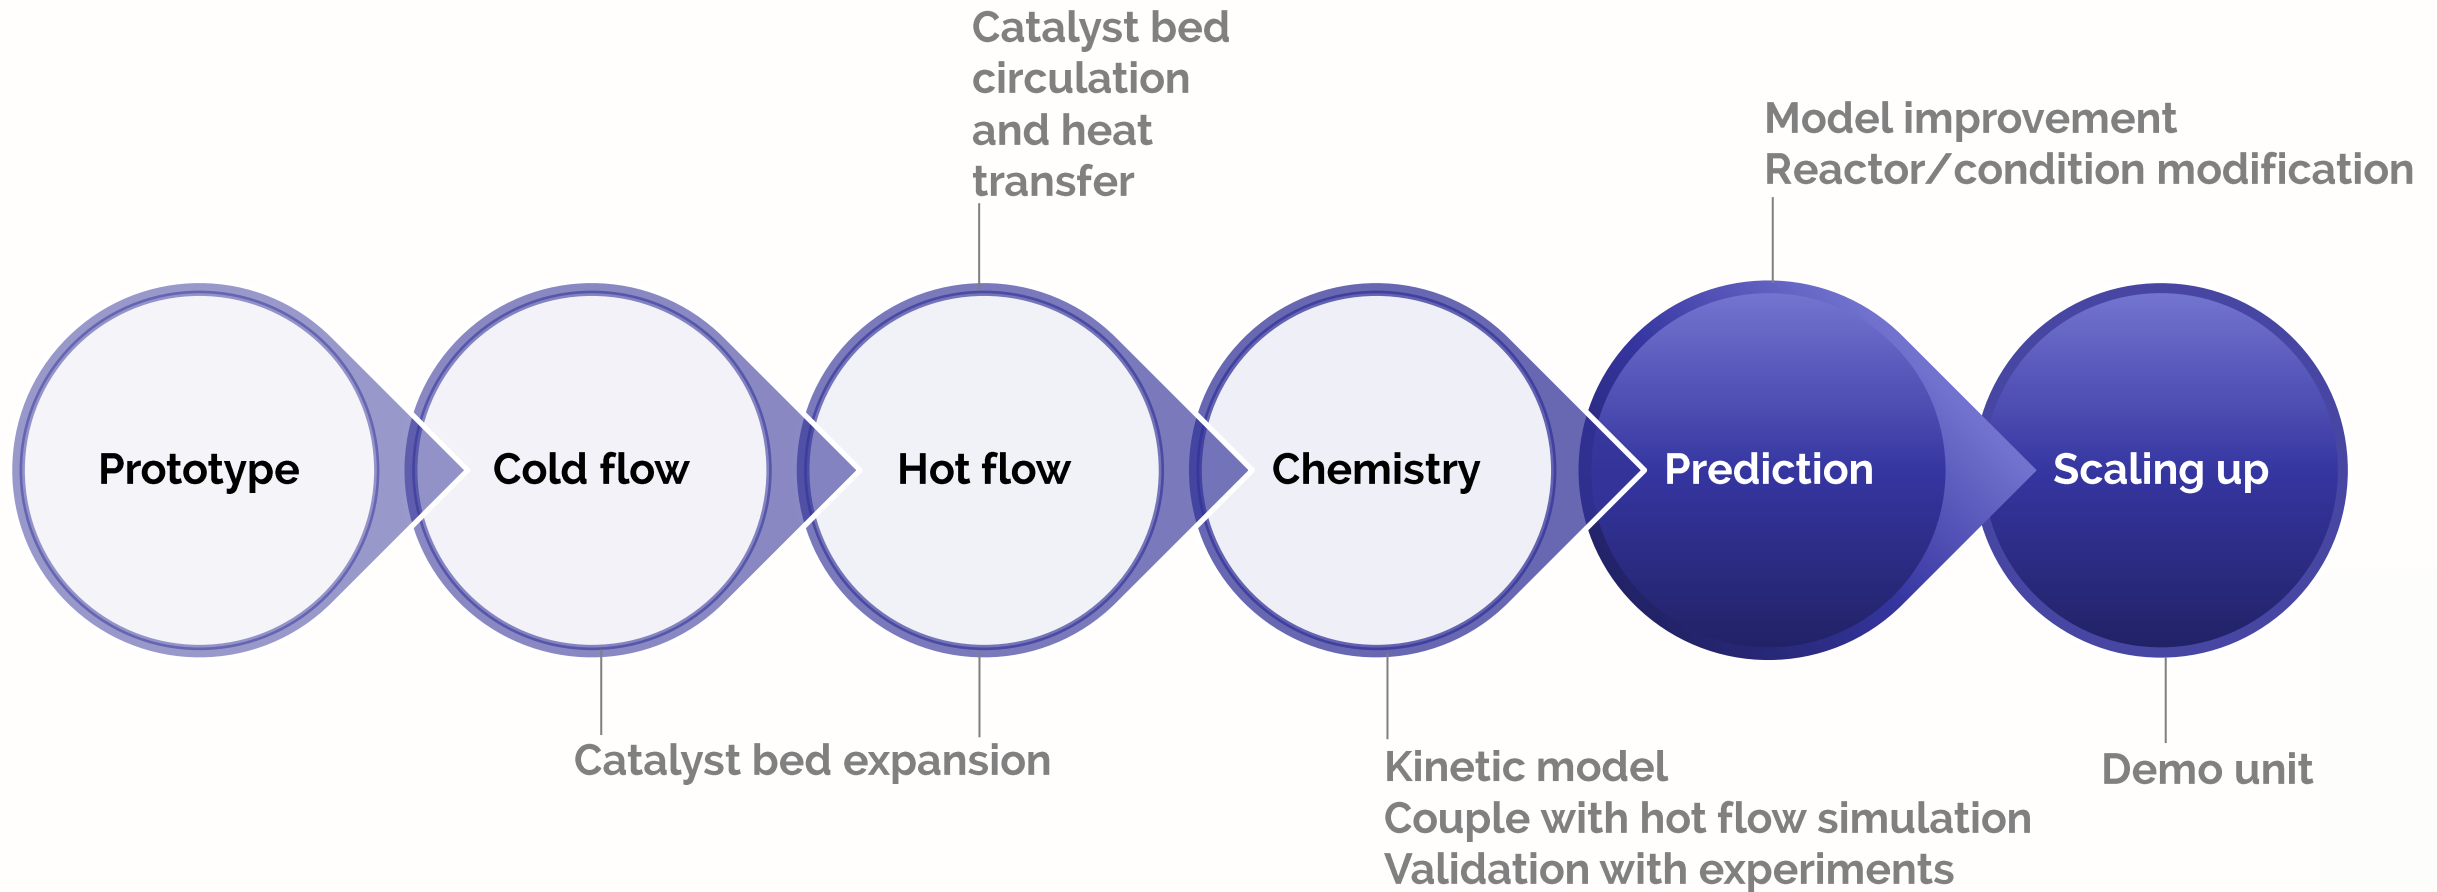 Catalyst bed
circulation
and heat
transfer
Model improvement
Reactor/condition modification
Prototype
Cold flow
Hot flow
Chemistry
Prediction
Scaling up
Catalyst bed expansion
Kinetic model
Couple with hot flow simulation
Validation with experiments
Demo unit